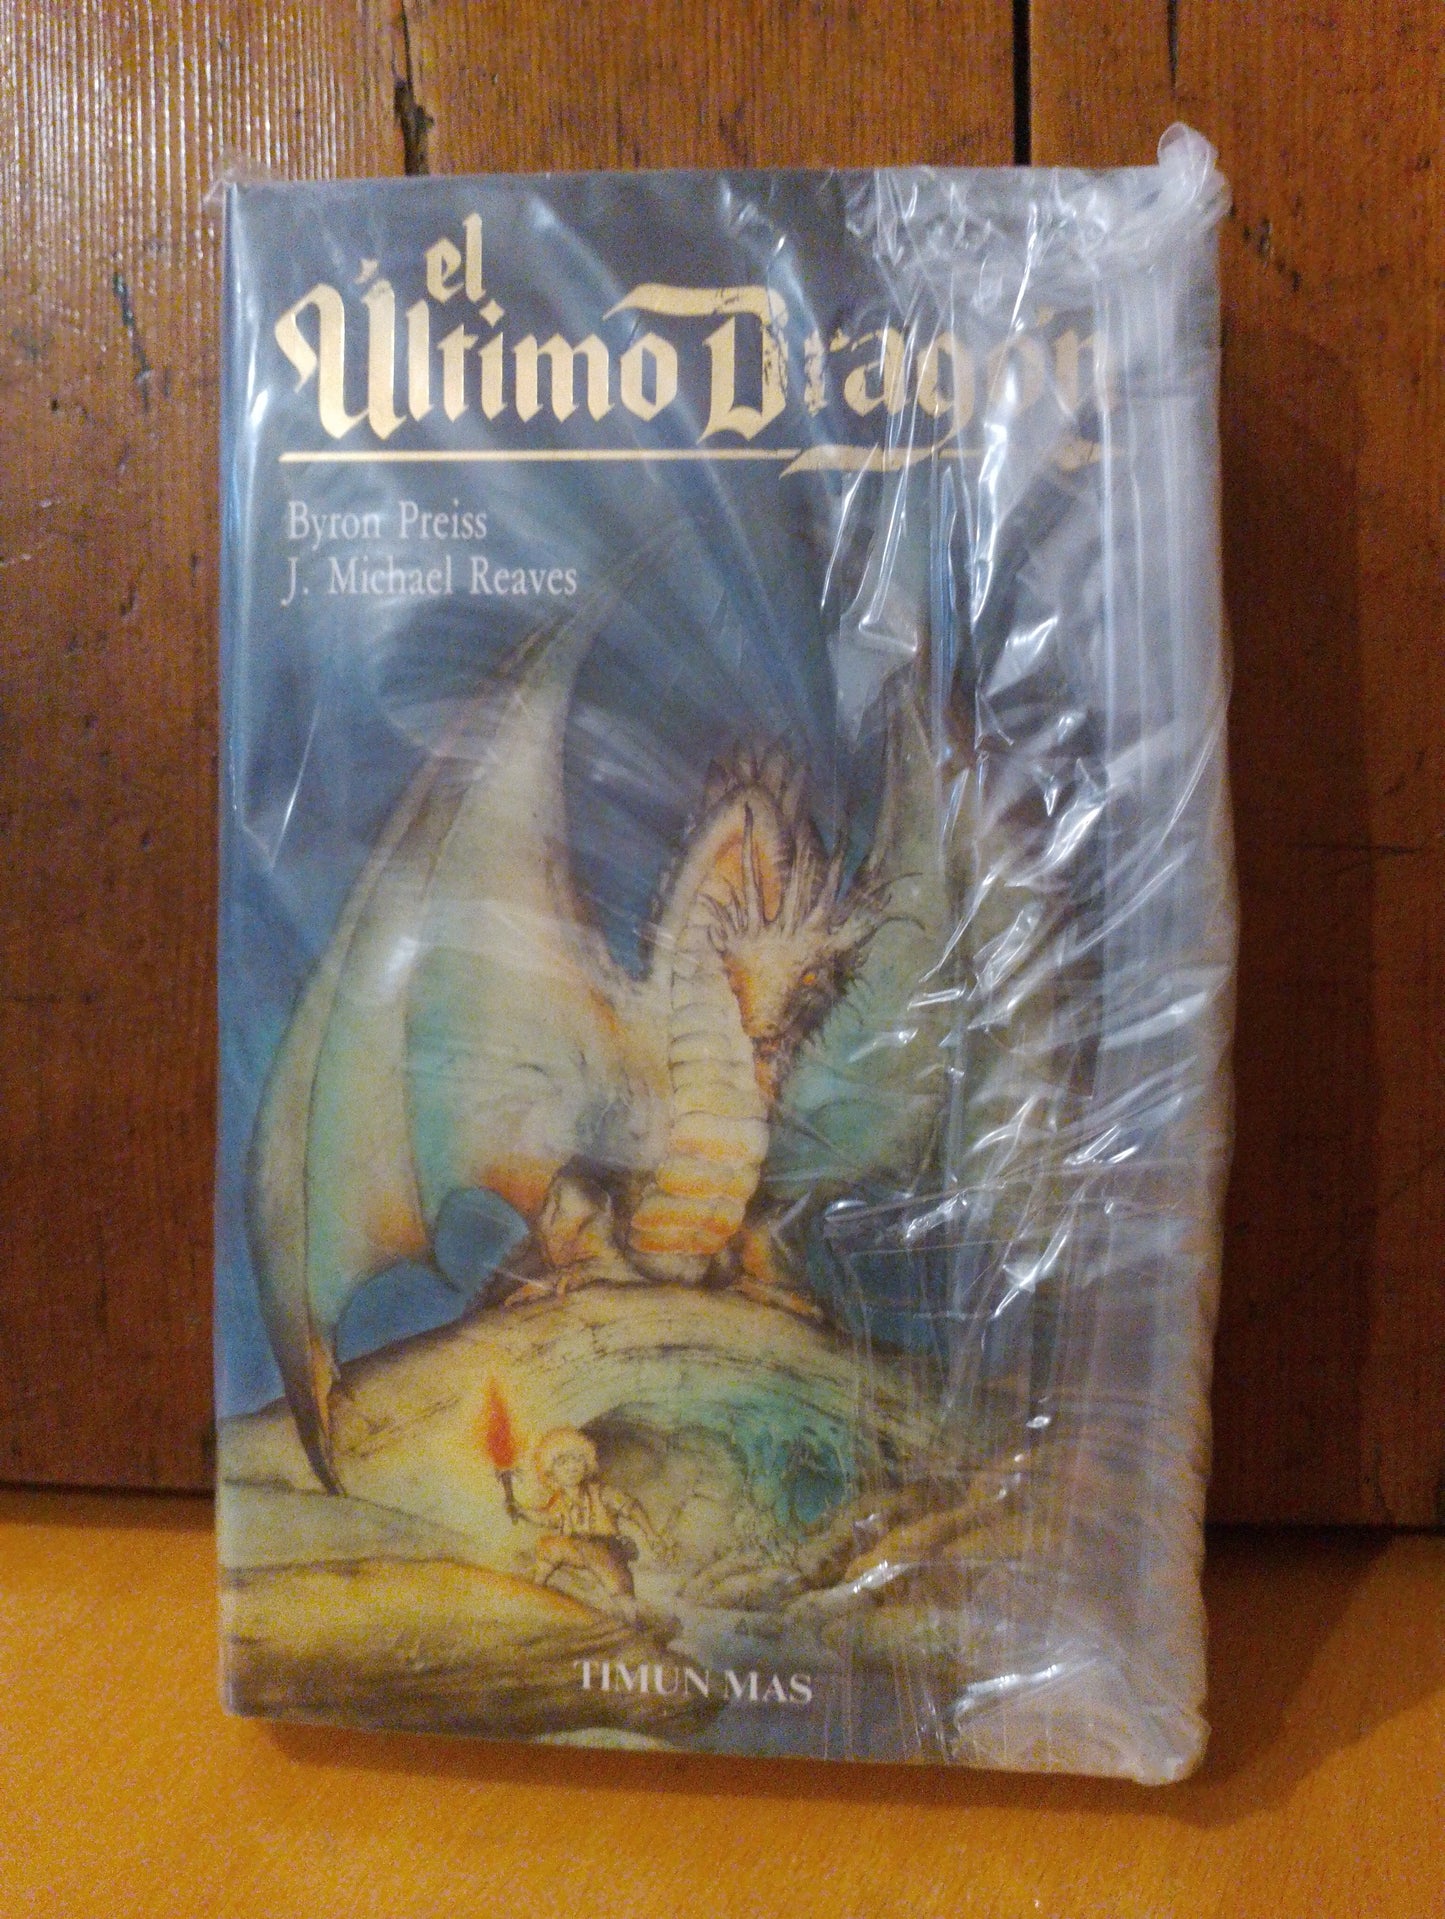 el
Último Dragón
Byron Preiss
J. Michael Reaves
TIMUN MAS